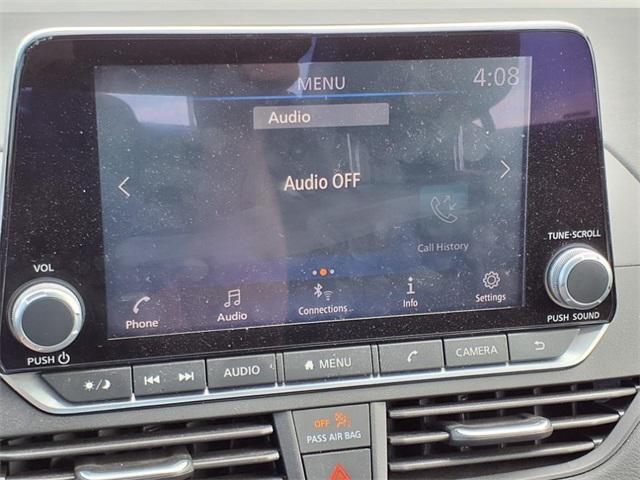 MENU
4:08
Audio
Audio OFF
Call History
Phone
Audio
Connections
Info
Settings
VOL
PUSH
TUNE·SCROLL
PUSH SOUND
AUDIO
MENU
CAMERA
OFF
PASS AIR BAG